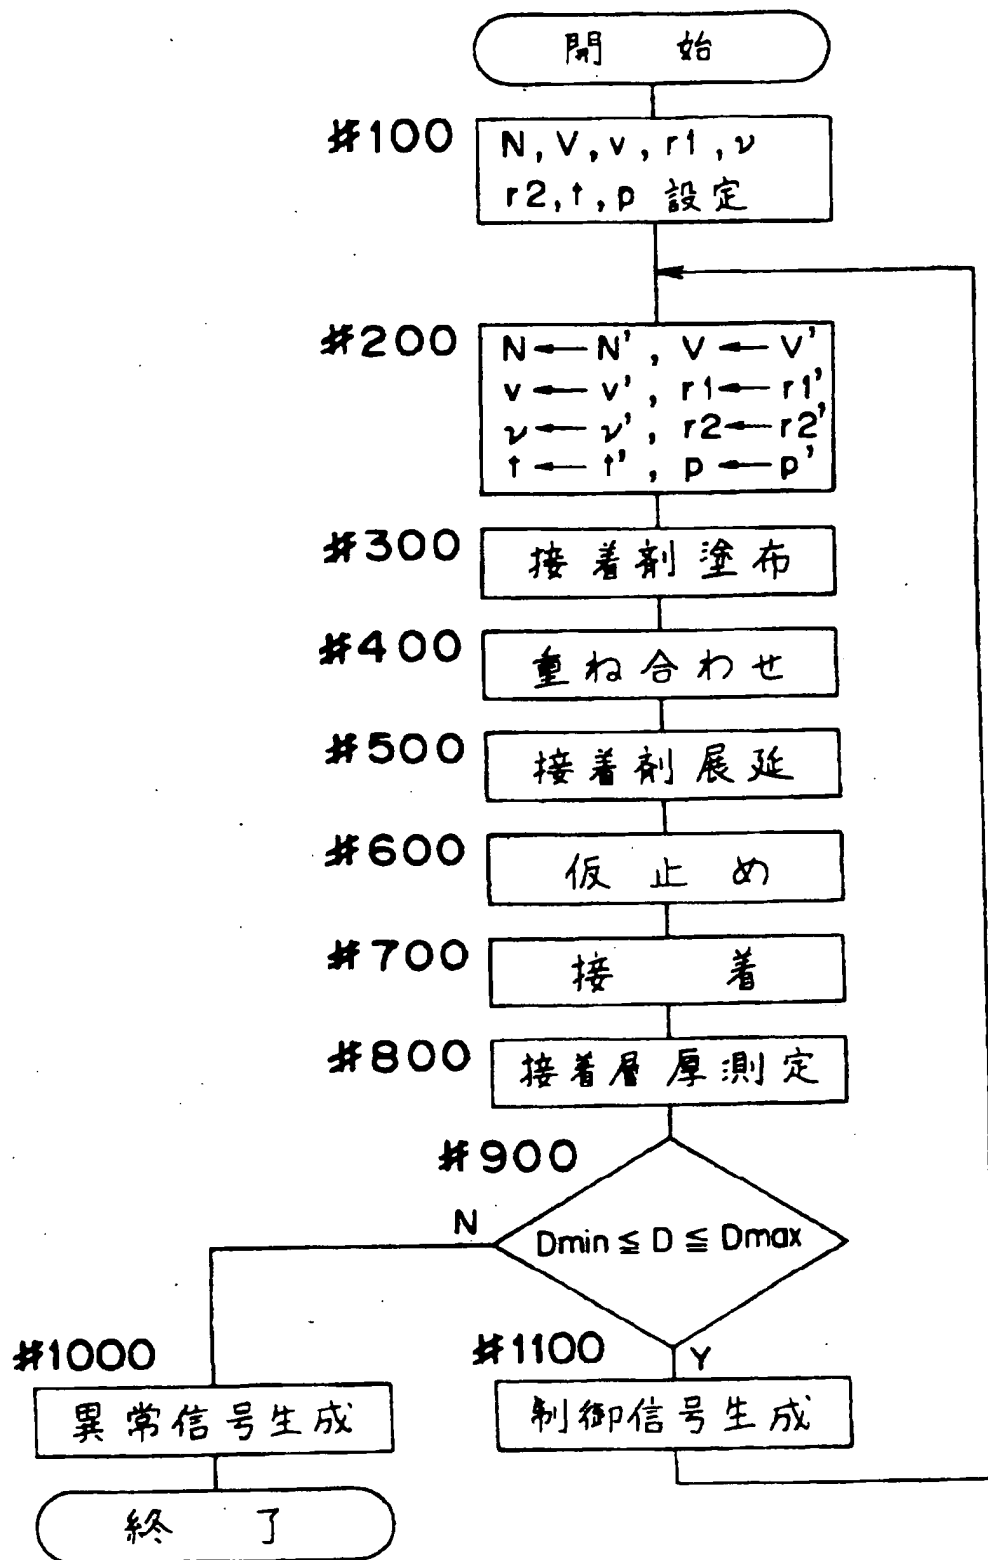 開 始
#100
N, V, v, r1, ν
r2, t, p 設定
#200
N ← N', V ← V'
v ← v', r1 ← r1'
ν ← ν', r2 ← r2'
t ← t', p ← p'
#300
接着剤塗布
#400
重ね合わせ
#500
接着剤展延
#600
仮止め
#700
接 着
#800
接着層厚測定
#900
N
Dmin ≦ D ≦ Dmax
#1000
#1100
Y
異常信号生成
制御信号生成
終 了